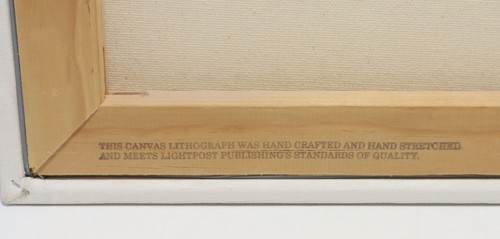 THIS CANVAS LITHOGRAPH WAS HAND CRAFTED AND HAND STRETCHED
AND MEETS LIGHTPOST PUBLISHING'S STANDARDS OF QUALITY.